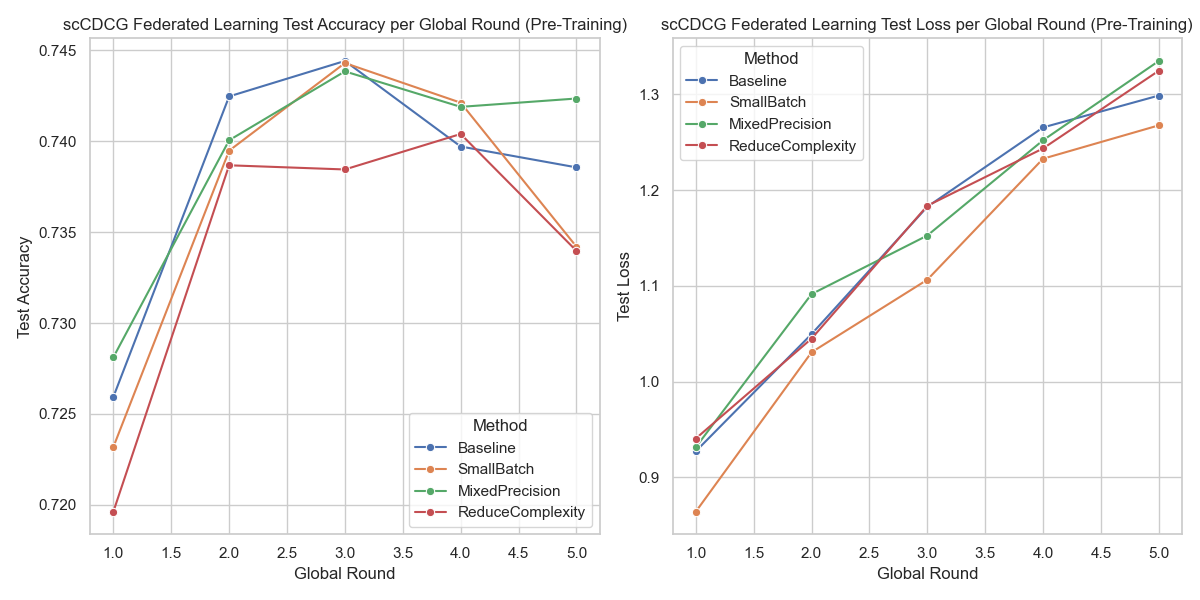 scCDCG Federated Learning Test Accuracy per Global Round (Pre-Training)
0.745
0.740
0.735
0.730
0.725
0.720
Test Accuracy
1.0 1.5 2.0 2.5 3.0 3.5 4.0 4.5 5.0
Global Round
Method
Baseline
SmallBatch
MixedPrecision
ReduceComplexity
scCDCG Federated Learning Test Loss per Global Round (Pre-Training)
Method
Baseline
SmallBatch
MixedPrecision
ReduceComplexity
1.3
1.2
1.1
1.0
0.9
Test Loss
1.0 1.5 2.0 2.5 3.0 3.5 4.0 4.5 5.0
Global Round